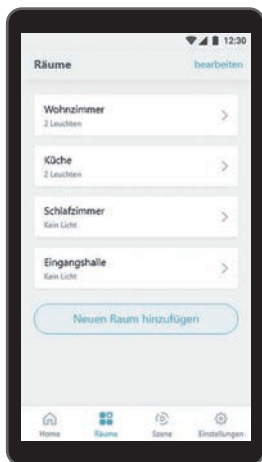 12:30
Räume
bearbeiten
Wohnzimmer
2 Leuchten
Küche
2 Leuchten
Schlafzimmer
Kein Licht
Eingangshalle
Kein Licht
Neuen Raum hinzufügen
Home
Räume
Szene
Einstellungen